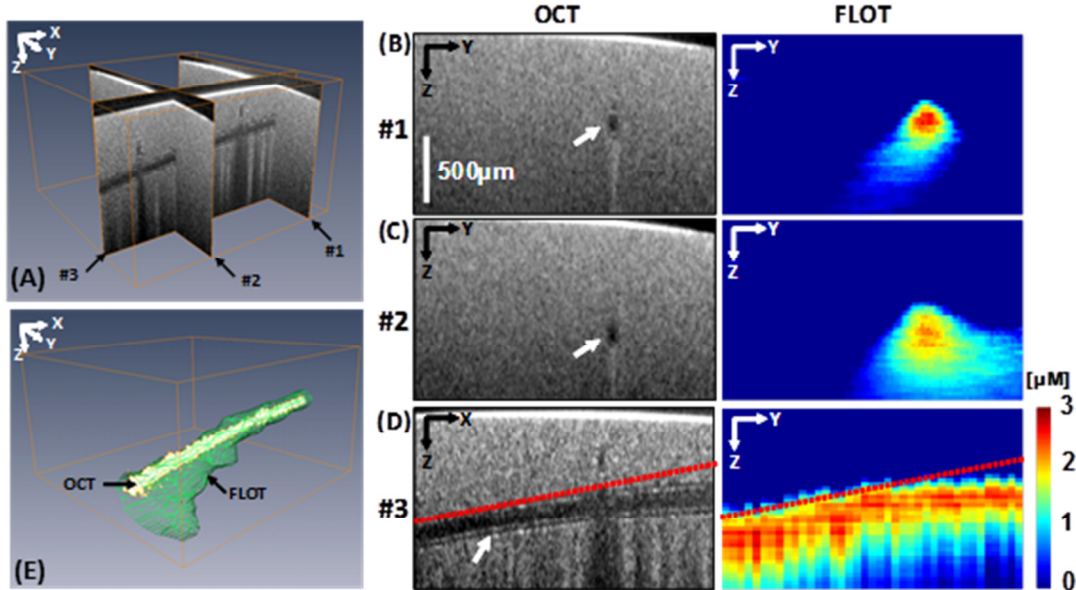 OCT FLOT
X
Y
Z
#1
#2
#3
(A)
(B)
Y
Z
#1
500µm
Y
Z
(C)
Y
Z
#2
Y
Z
X
Y
Z
OCT
FLOT
(E)
(D)
X
Z
#3
Y
Z
[µM]
3
2
1
0